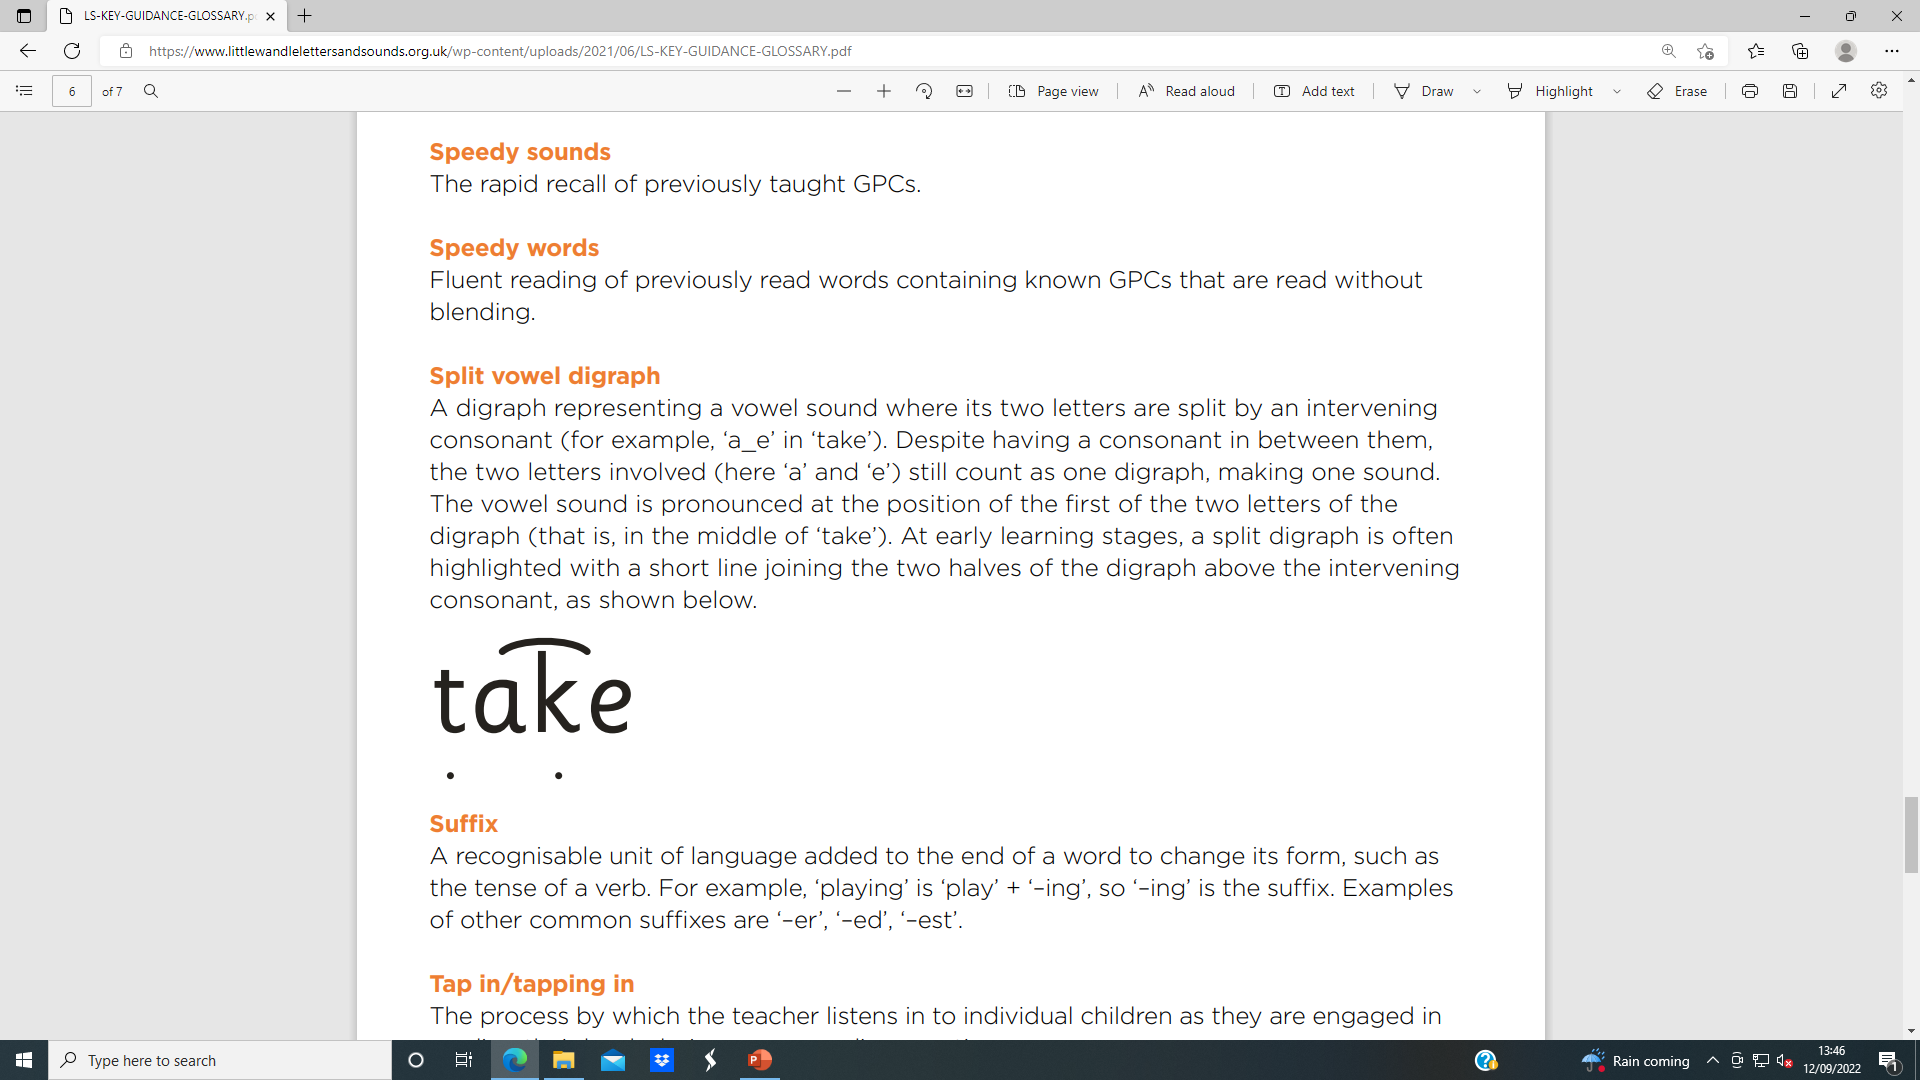 LS-KEY-GUIDANCE-GLOSSARY.p
https://www.littlewandlelettersandsounds.org.uk/wp-content/uploads/2021/06/LS-KEY-GUIDANCE-GLOSSARY.pdf
6 of 7 Page view Read aloud Add text Draw Highlight Erase
Speedy sounds
The rapid recall of previously taught GPCs.
Speedy words
Fluent reading of previously read words containing known GPCs that are read without
blending.
Split vowel digraph
A digraph representing a vowel sound where its two letters are split by an intervening
consonant (for example, ‘a_e’ in ‘take’). Despite having a consonant in between them,
the two letters involved (here ‘a’ and ‘e’) still count as one digraph, making one sound.
The vowel sound is pronounced at the position of the first of the two letters of the
digraph (that is, in the middle of ‘take’). At early learning stages, a split digraph is often
highlighted with a short line joining the two halves of the digraph above the intervening
consonant, as shown below.
take
Suffix
A recognisable unit of language added to the end of a word to change its form, such as
the tense of a verb. For example, ‘playing’ is ‘play’ + ‘–ing’, so ‘–ing’ is the suffix. Examples
of other common suffixes are ‘–er’, ‘–ed’, ‘–est’.
Tap in/tapping in
The process by which the teacher listens in to individual children as they are engaged in
Type here to search
Rain coming
13:46
12/09/2022
1